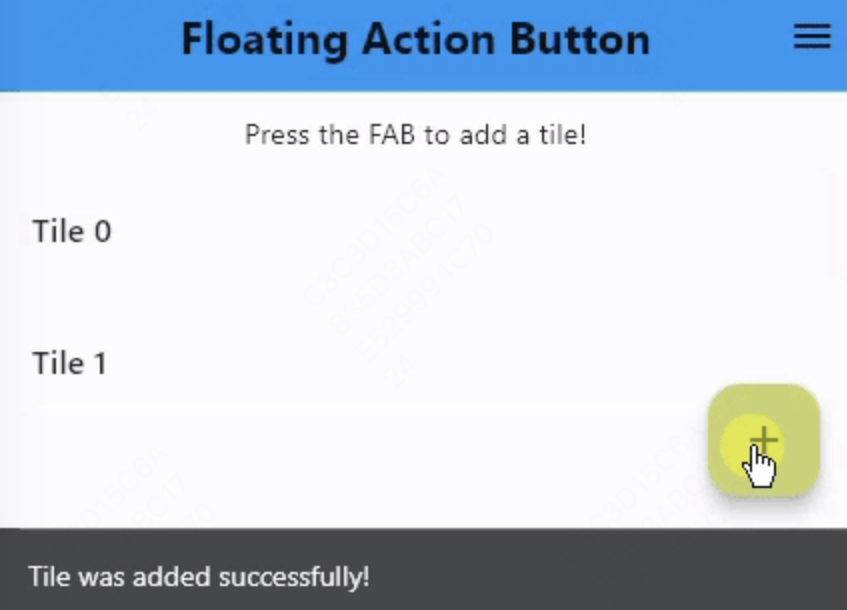 Floating Action Button
Press the FAB to add a tile!
Tile 0
Tile 1
+
Tile was added successfully!